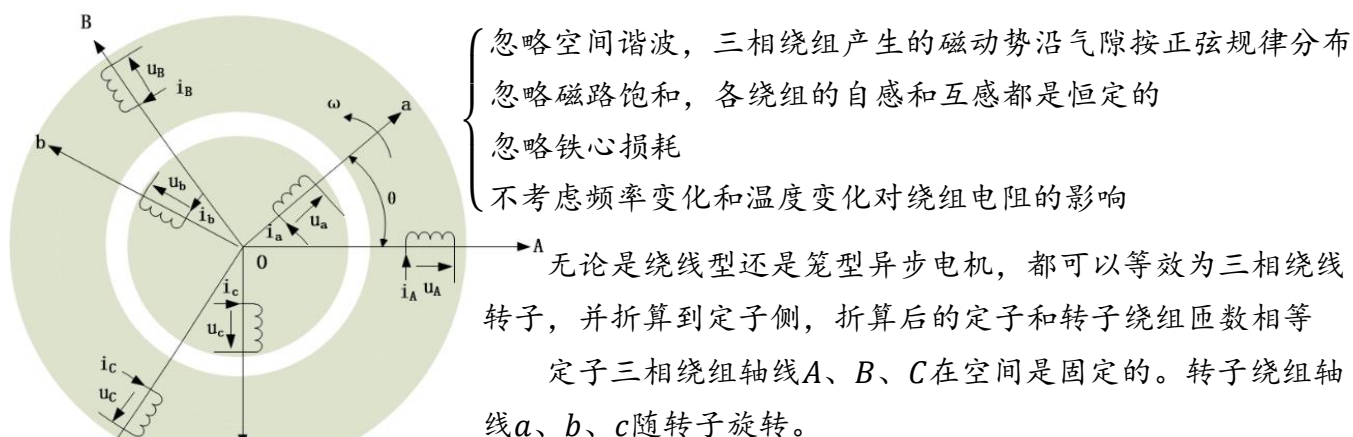 B
u_B
i_B
ω
a
b
u_b
i_b
θ
u_a
i_a
A
0
i_A
u_A
i_c
u_c
i_C
u_C
忽略空间谐波，三相绕组产生的磁动势沿气隙按正弦规律分布
忽略磁路饱和，各绕组的自感和互感都是恒定的
忽略铁心损耗
不考虑频率变化和温度变化对绕组电阻的影响
无论是绕线型还是笼型异步电机，都可以等效为三相绕线
转子，并折算到定子侧，折算后的定子和转子绕组匝数相等
定子三相绕组轴线A、B、C在空间是固定的。转子绕组轴
线a、b、c随转子旋转。